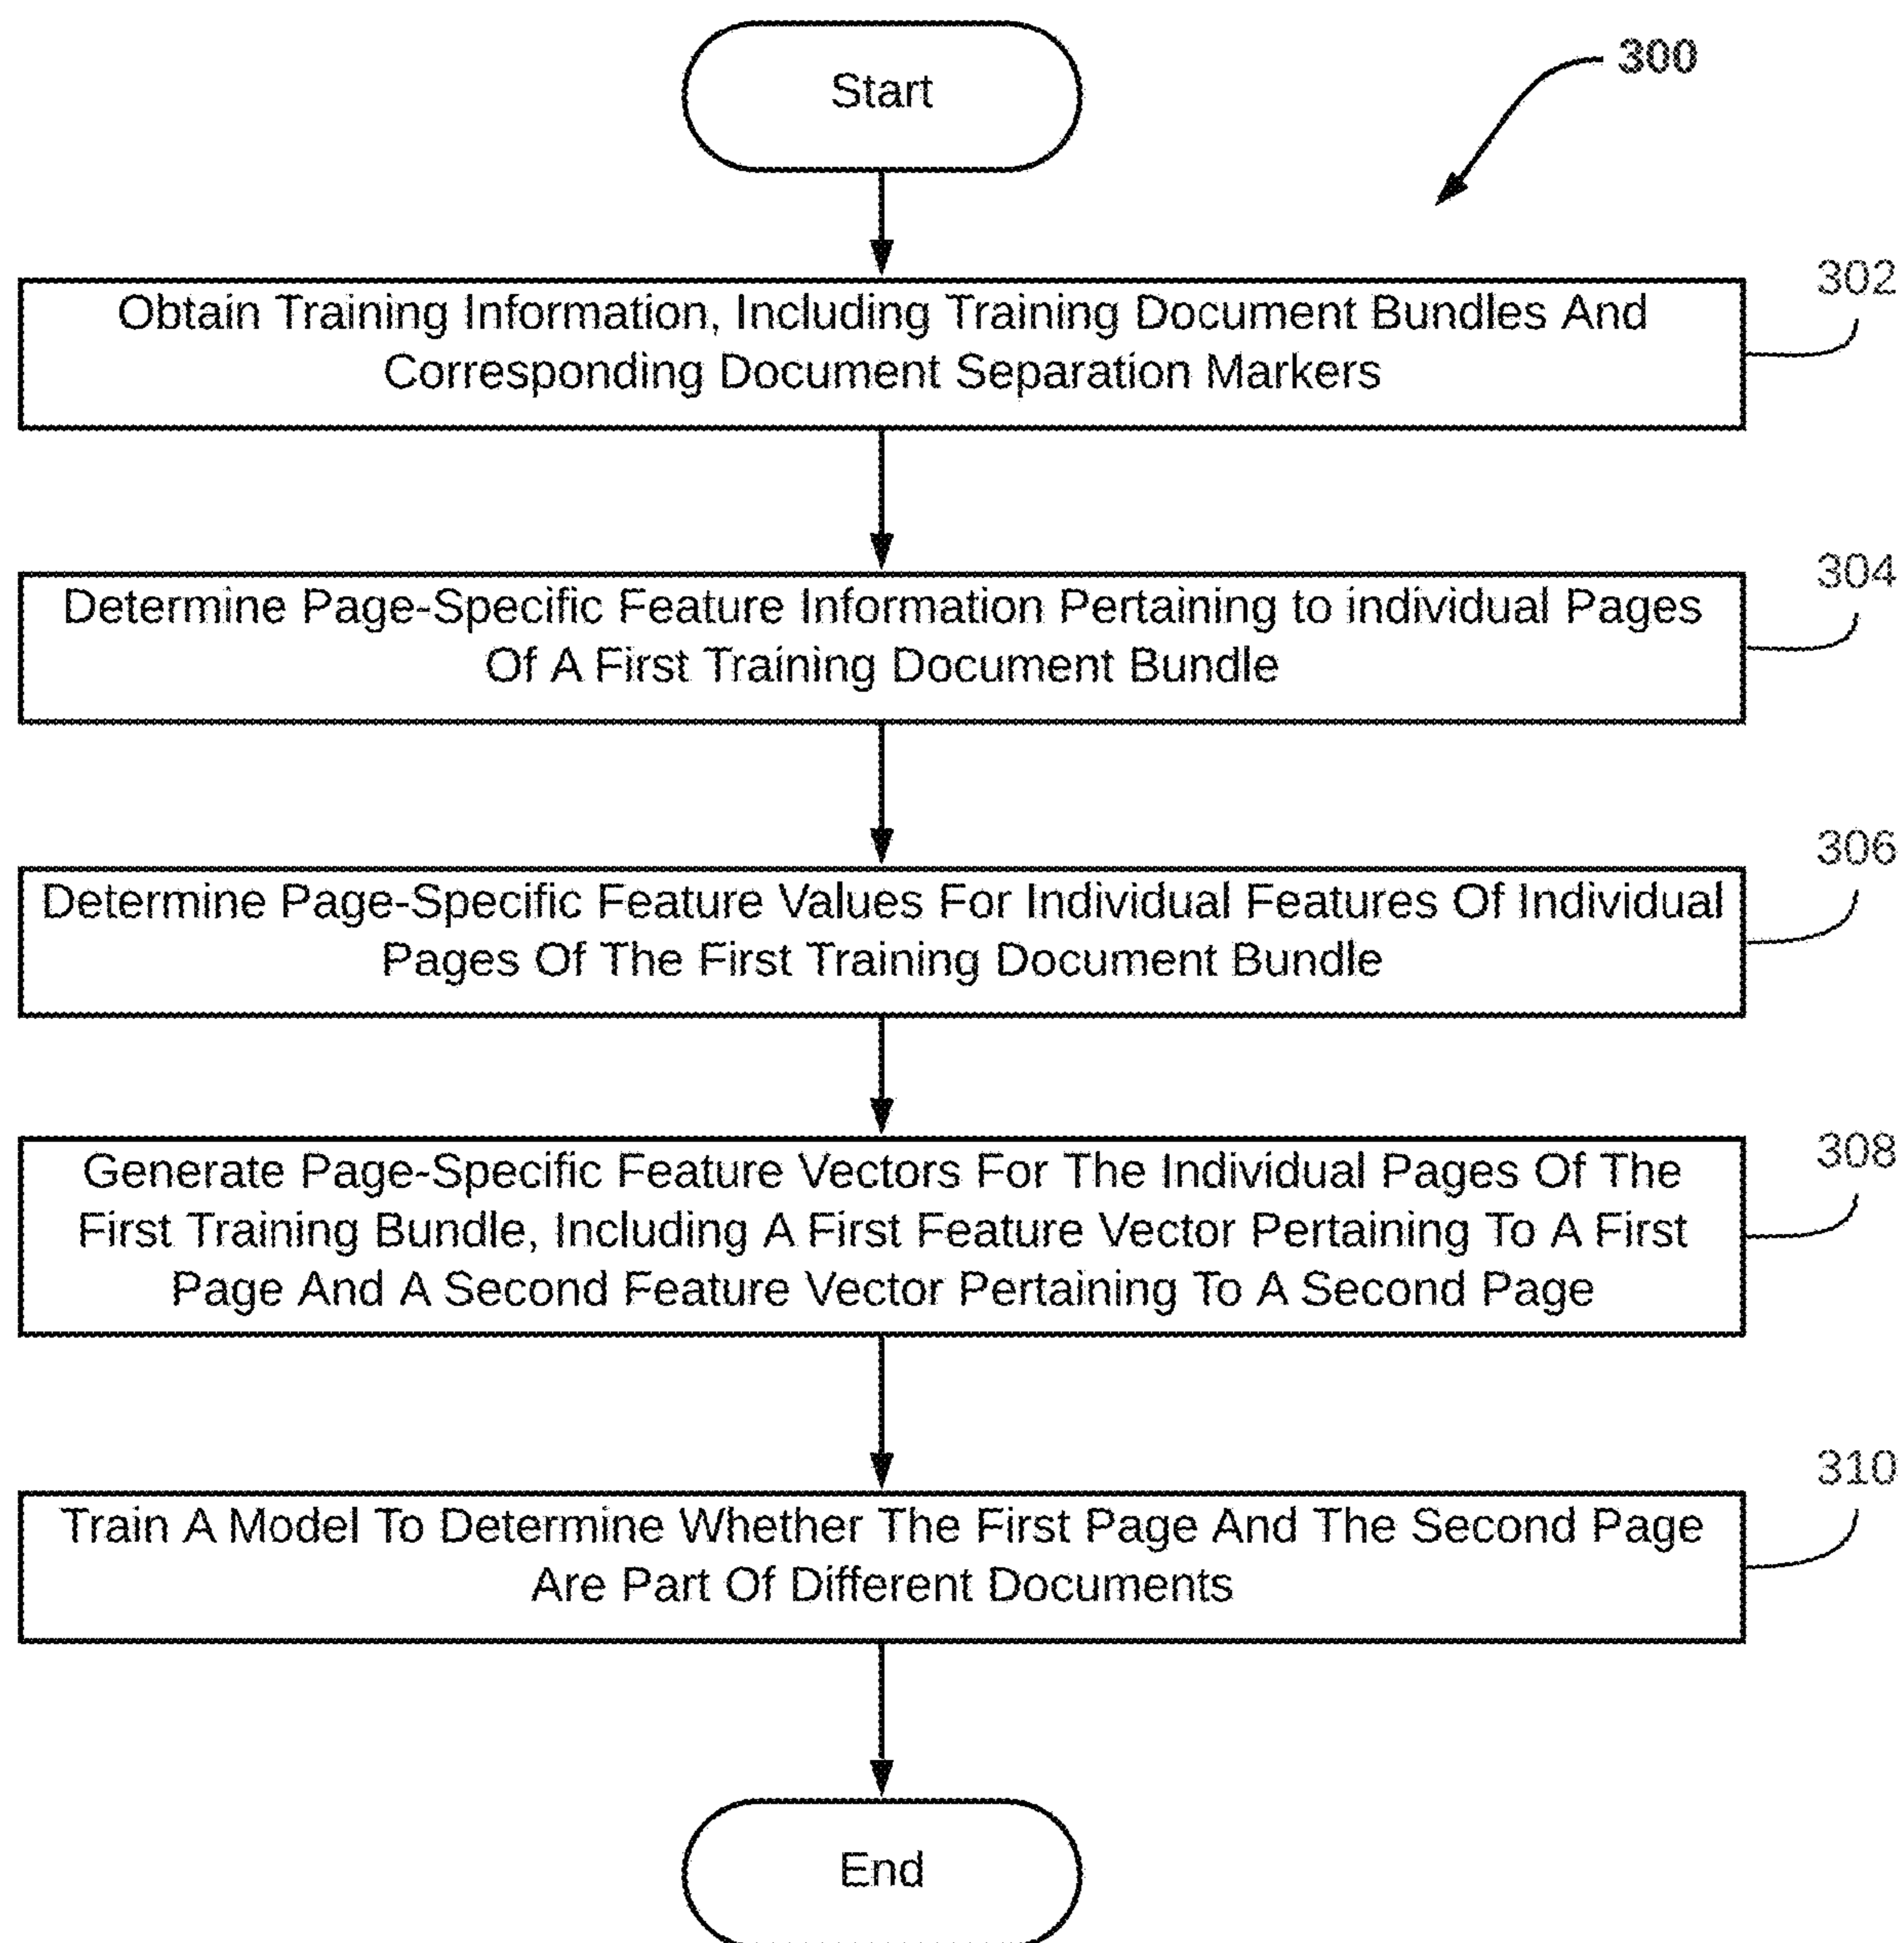 Start
300
302
Obtain Training Information, Including Training Document Bundles And
Corresponding Document Separation Markers
304
Determine Page-Specific Feature Information Pertaining to individual Pages
Of A First Training Document Bundle
306
Determine Page-Specific Feature Values For Individual Features Of Individual
Pages Of The First Training Document Bundle
308
Generate Page-Specific Feature Vectors For The Individual Pages Of The
First Training Bundle, Including A First Feature Vector Pertaining To A First
Page And A Second Feature Vector Pertaining To A Second Page
310
Train A Model To Determine Whether The First Page And The Second Page
Are Part Of Different Documents
End